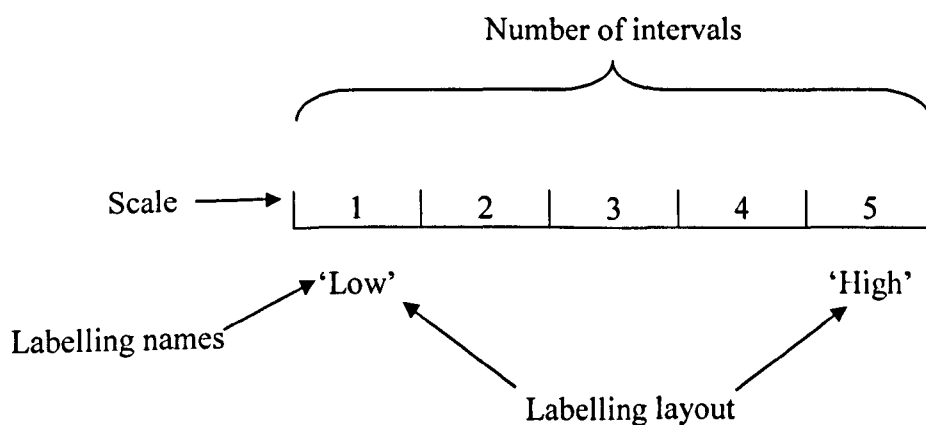 Number of intervals
Scale 1 2 3 4 5
‘Low’ ‘High’
Labelling names
Labelling layout